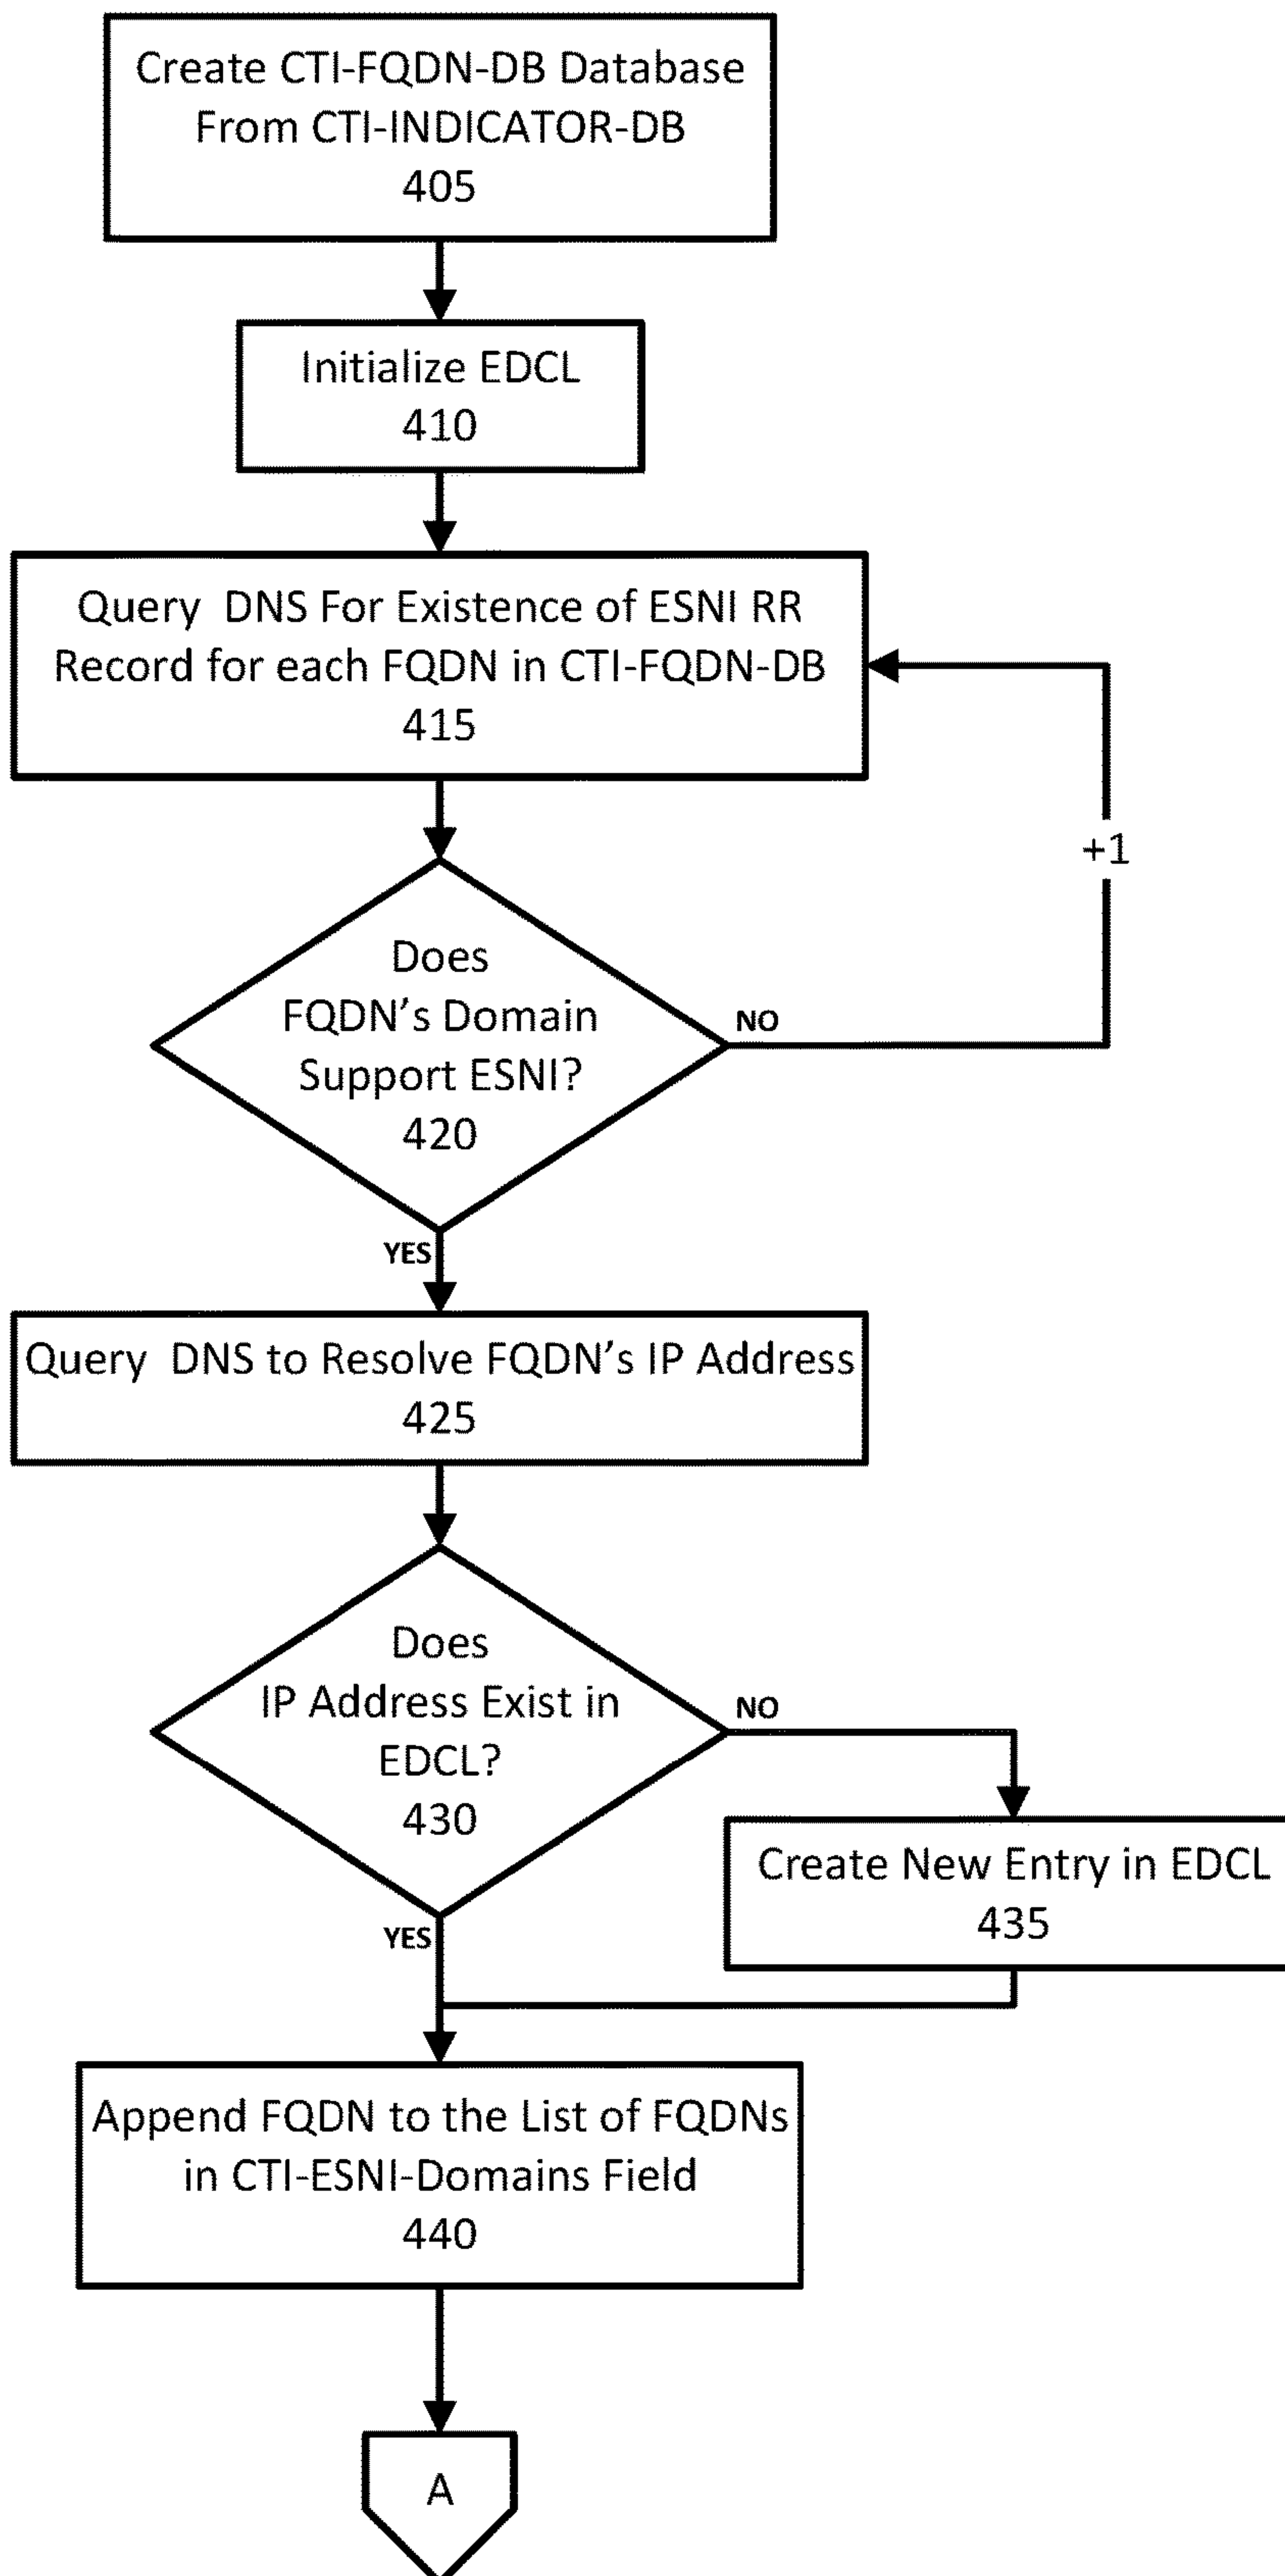 Create CTI-FQDN-DB Database
From CTI-INDICATOR-DB
405
Initialize EDCL
410
Query DNS For Existence of ESNI RR
Record for each FQDN in CTI-FQDN-DB
415
+1
Does
FQDN's Domain
Support ESNI?
420
NO
YES
Query DNS to Resolve FQDN's IP Address
425
Does
IP Address Exist in
EDCL?
430
NO
YES
Create New Entry in EDCL
435
Append FQDN to the List of FQDNs
in CTI-ESNI-Domains Field
440
A